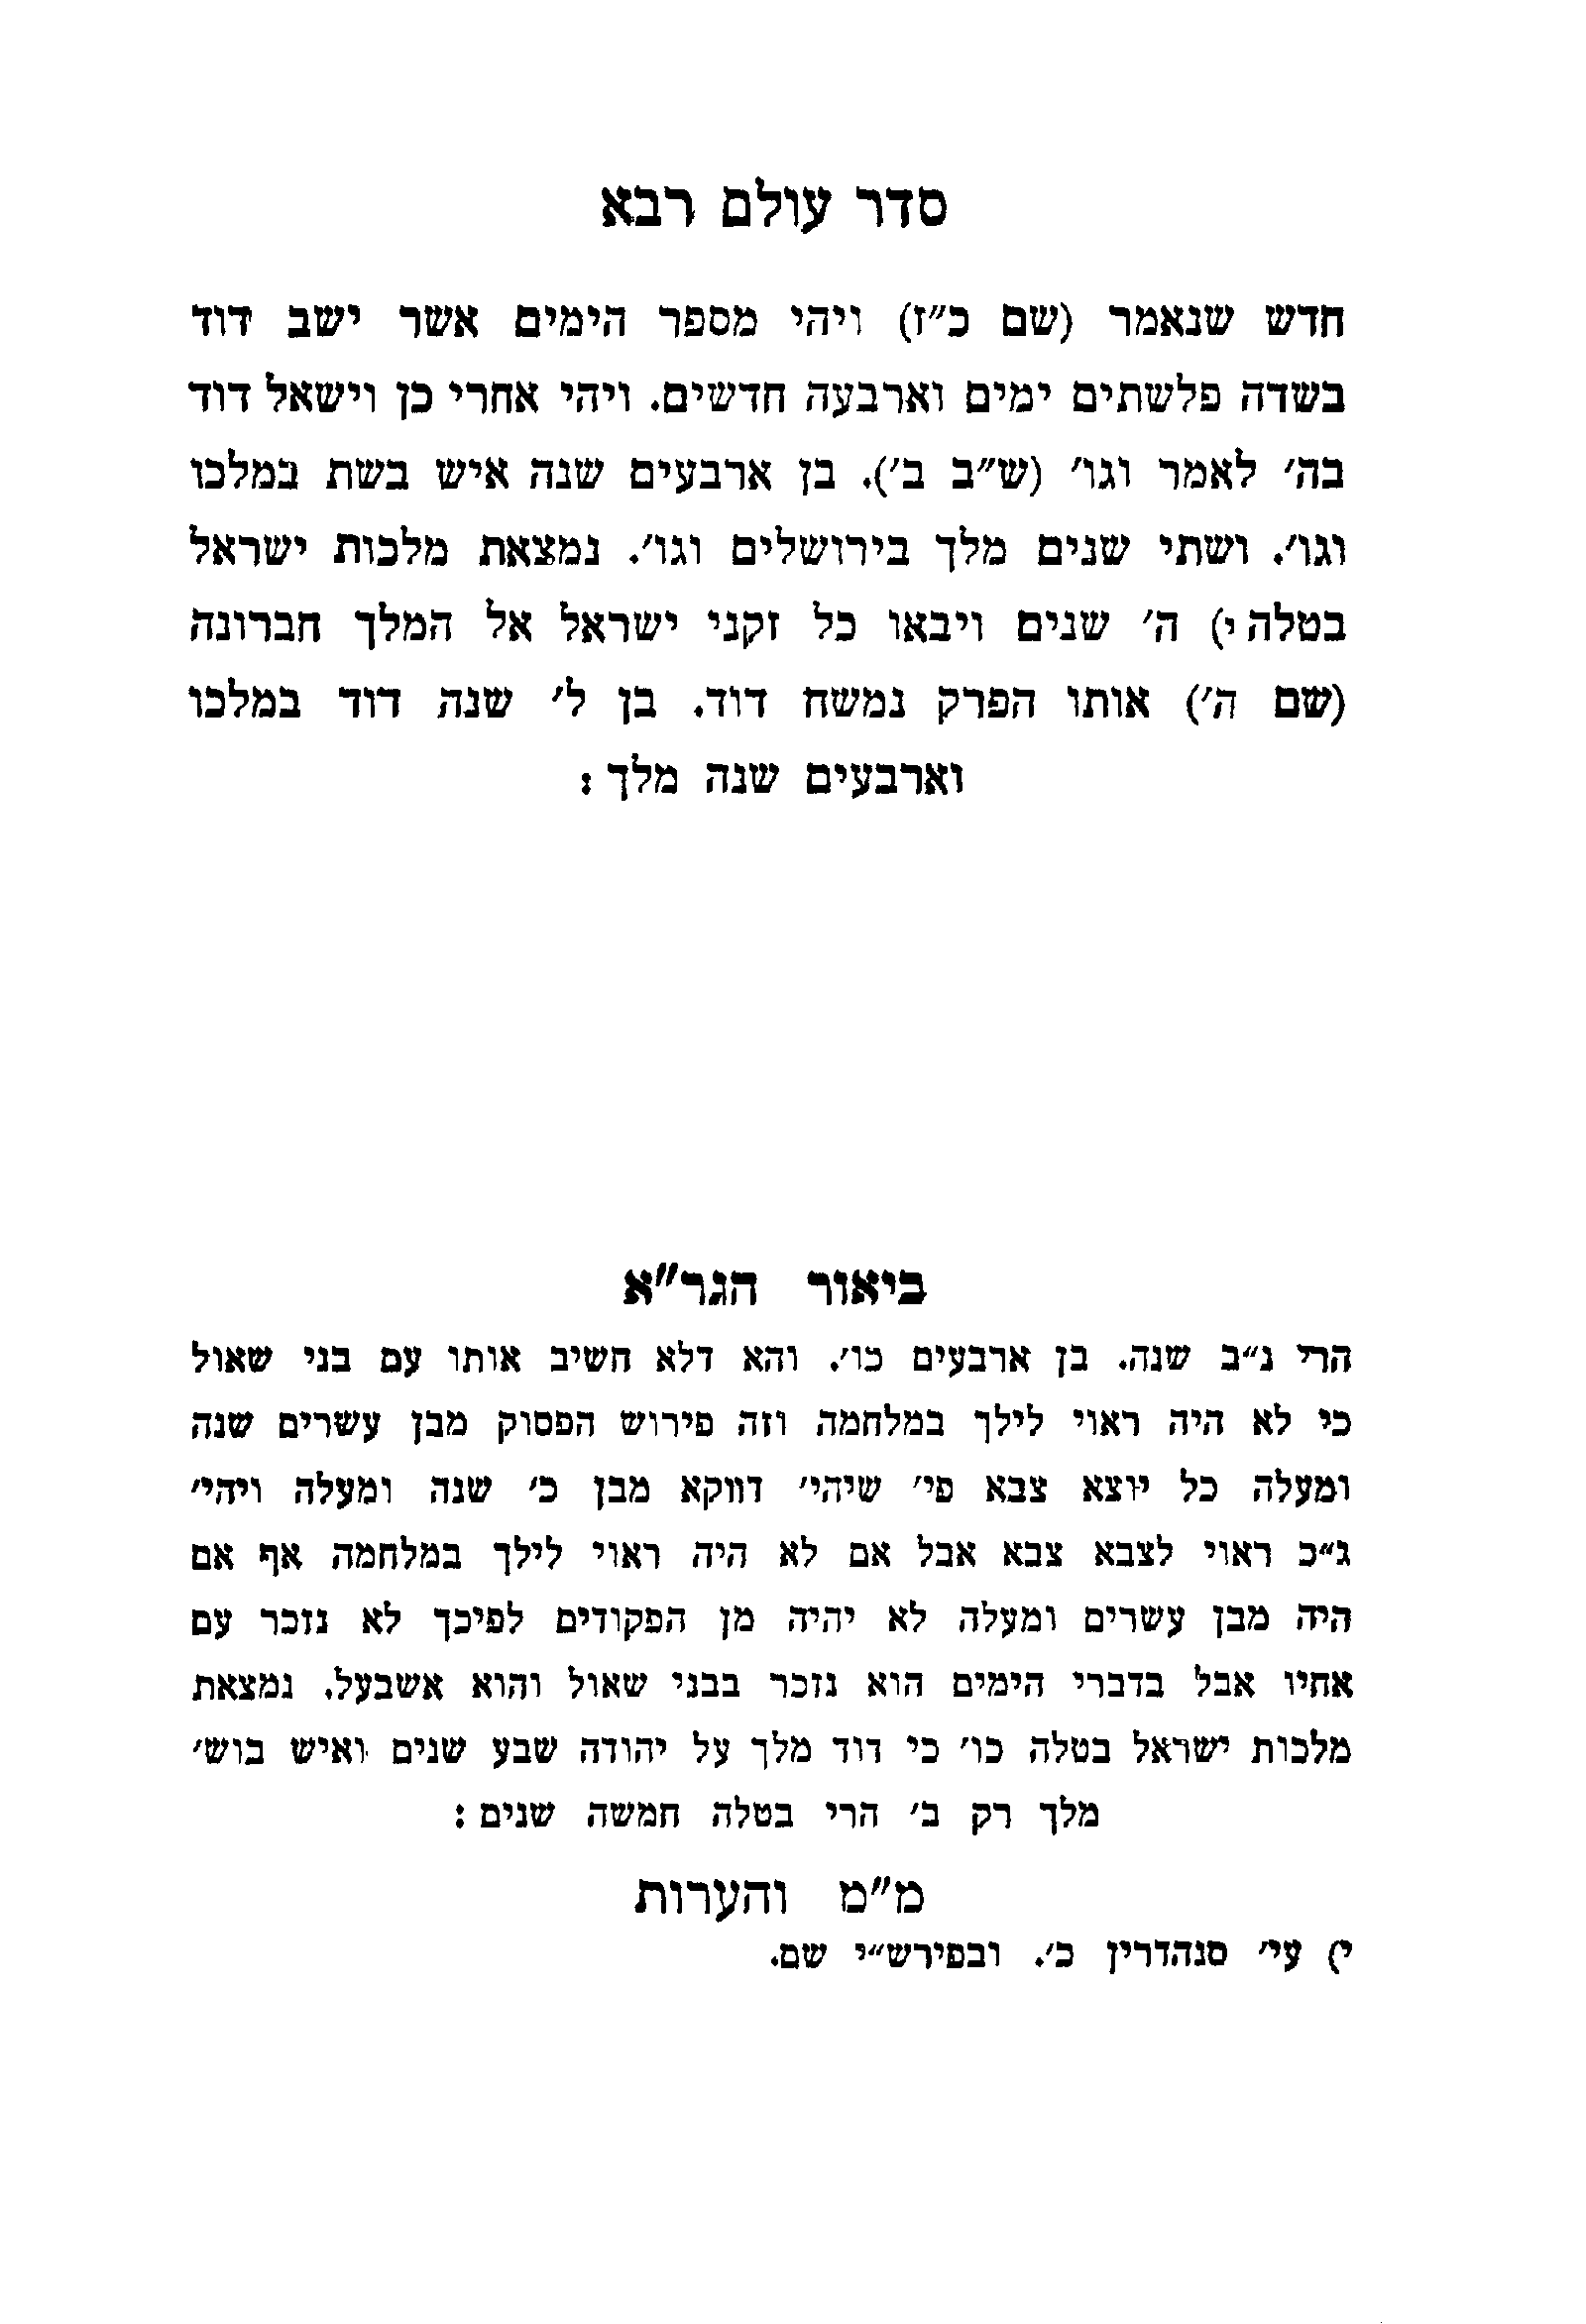 סדר עולם רבא
חדש שנאמר (שם כ״ז) ויהי מספר הימים אשר ישב דוד
בשדה פלשתים ימים וארבעה חדשים. ויהי אחרי כן וישאל דוד
בה׳ לאמר וגו׳ (ש״ב ב׳). בן ארבעים שנה איש בשת במלכו
וגו׳. ושתי שנים מלך בירושלים וגו׳. נמצאת מלכות ישראל
בטלה י) ה׳ שנים ויבאו כל זקני ישראל אל המלך חברונה
(שם ה׳) אותו הפרק נמשח דוד. בן ל׳ שנה דוד במלכו
וארבעים שנה מלך :
ביאור הגר״א
הרי נ״ב שנה. בן ארבעים כו׳. והא דלא חשיב אותו עם בני שאול
כי לא היה ראוי לילך במלחמה וזה פירוש הפסוק מבן עשרים שנה
ומעלה כל יוצא צבא פי׳ שיהי׳ דווקא מבן כ׳ שנה ומעלה ויהי׳
ג״כ ראוי לצבא צבא אבל אם לא היה ראוי לילך במלחמה אף אם
היה מבן עשרים ומעלה לא יהיה מן הפקודים לפיכך לא נזכר עם
אחיו אבל בדברי הימים הוא נזכר בבני שאול והוא אשבעל. נמצאת
מלכות ישראל בטלה כו׳ כי דוד מלך על יהודה שבע שנים ואיש בוש׳
מלך רק ב׳ הרי בטלה חמשה שנים :
מ״מ והערות
י) עי׳ סנהדרין כ׳. ובפירש״י שם.